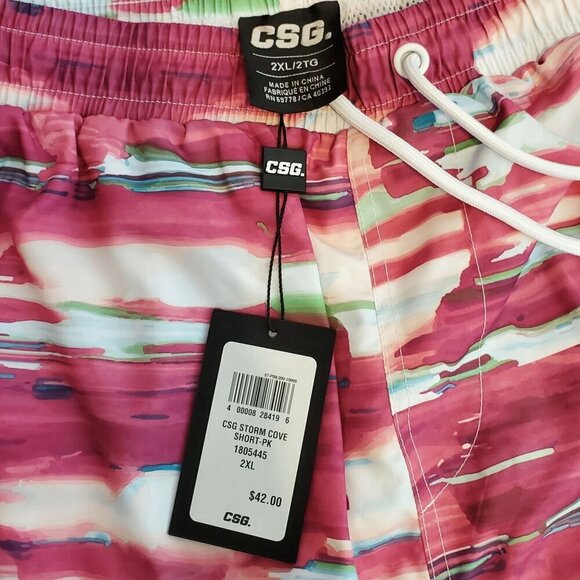 CSG.
2XL/2TG
MADE IN CHINA
FABRIQUÉ EN CHINE
RN 69778 / CA 40393
CSG.
4 00008 28419 6
CSG STORM COVE
SHORT-PK
1805445
2XL
$42.00
CSG.